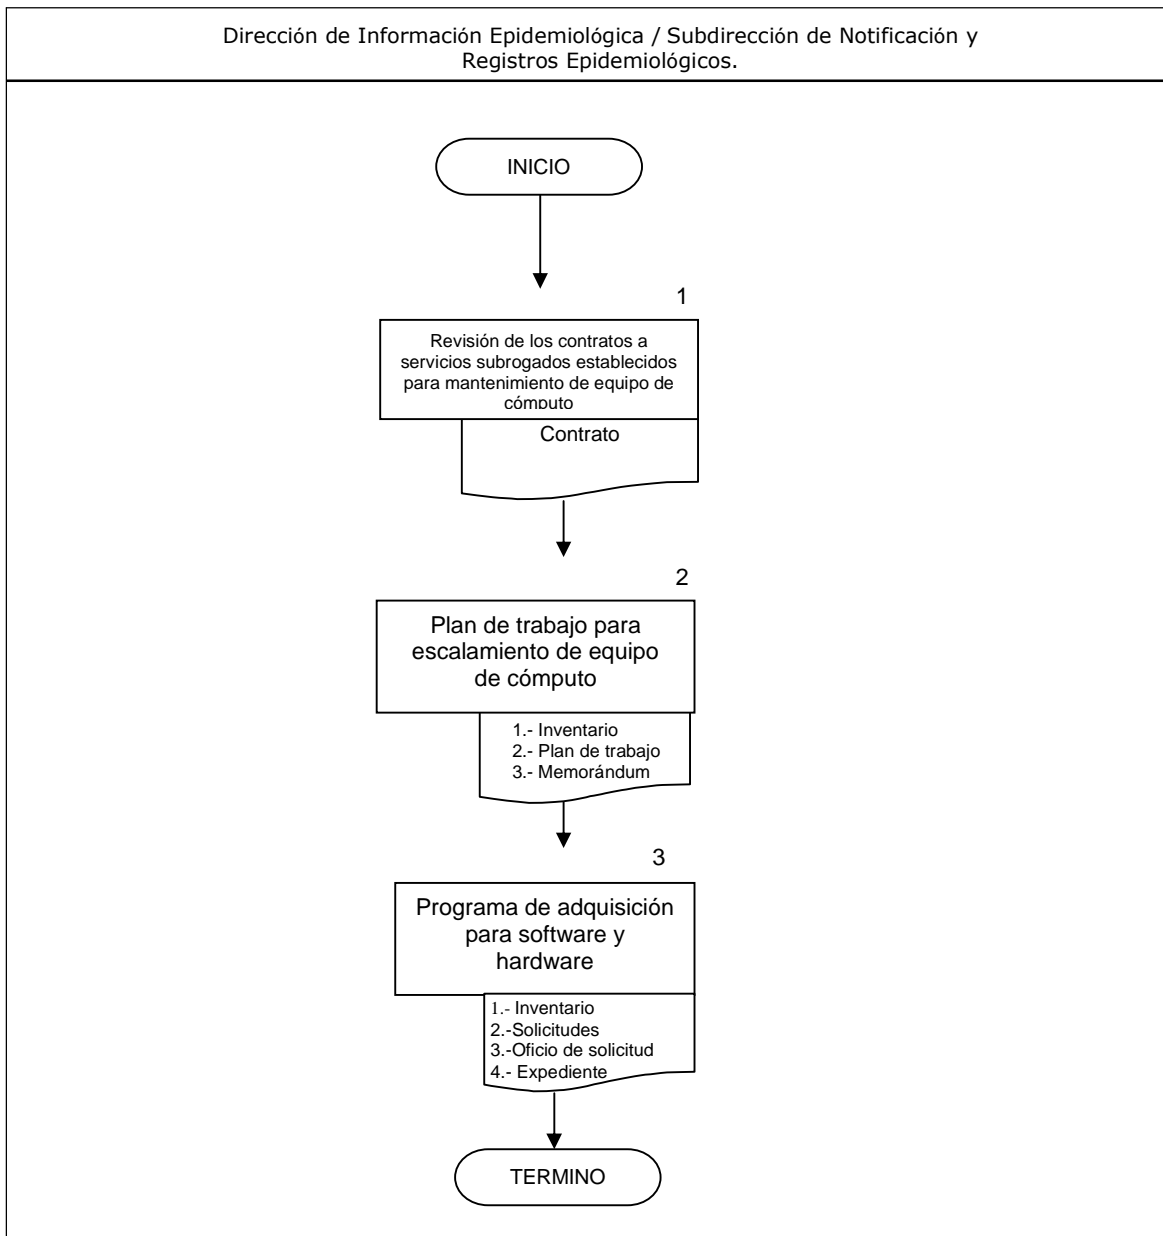 Dirección de Información Epidemiológica / Subdirección de Notificación y
Registros Epidemiológicos.
INICIO
1
Revisión de los contratos a
servicios subrogados establecidos
para mantenimiento de equipo de
cómputo
Contrato
2
Plan de trabajo para
escalamiento de equipo
de cómputo
1.- Inventario
2.- Plan de trabajo
3.- Memorándum
3
Programa de adquisición
para software y
hardware
1.- Inventario
2.-Solicitudes
3.-Oficio de solicitud
4.- Expediente
TERMINO